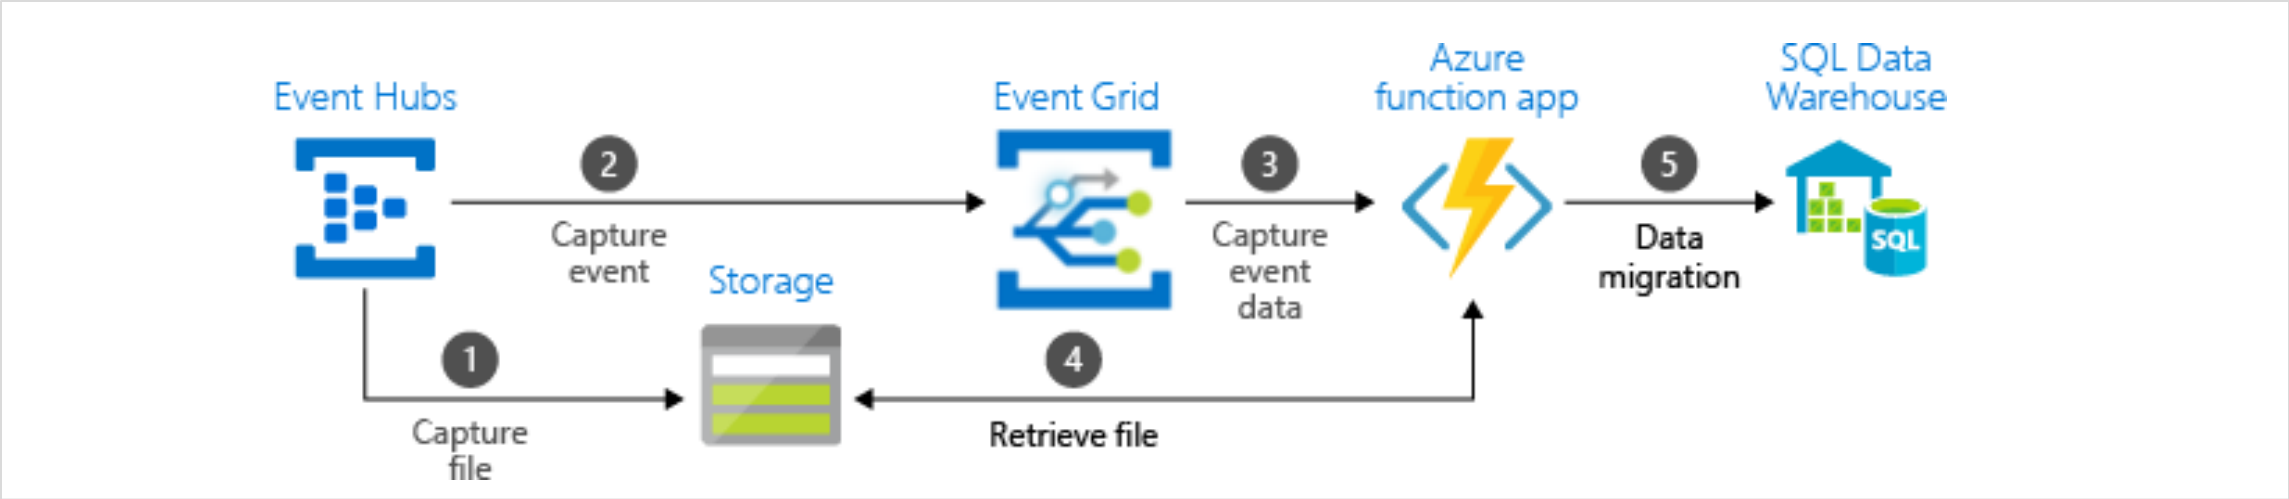 Event Hubs
Event Grid
Azure
function app
SQL Data
Warehouse
2
3
5
Capture
event
Capture
event
data
Data
migration
SQL
Storage
1
4
Capture
file
Retrieve file